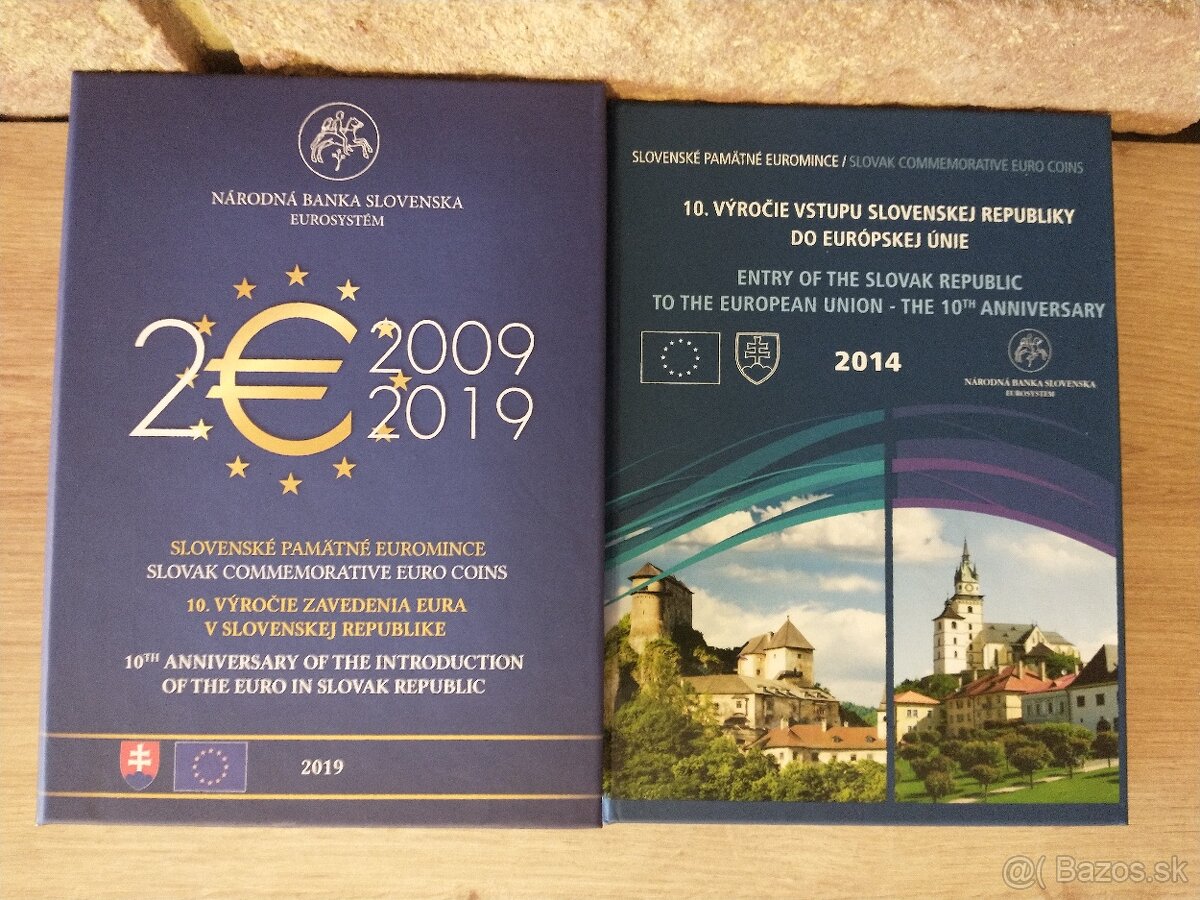 NÁRODNÁ BANKA SLOVENSKA
EUROSYSTÉM
2€ 2009
2019
SLOVENSKÉ PAMÄTNÉ EUROMINCE
SLOVAK COMMEMORATIVE EURO COINS
10. VÝROČIE ZAVEDENIA EURA
V SLOVENSKEJ REPUBLIKE
10TH ANNIVERSARY OF THE INTRODUCTION
OF THE EURO IN SLOVAK REPUBLIC
2019
SLOVENSKÉ PAMÄTNÉ EUROMINCE / SLOVAK COMMEMORATIVE EURO COINS
10. VÝROČIE VSTUPU SLOVENSKEJ REPUBLIKY
DO EURÓPSKEJ ÚNIE
ENTRY OF THE SLOVAK REPUBLIC
TO THE EUROPEAN UNION - THE 10TH ANNIVERSARY
2014
NÁRODNÁ BANKA SLOVENSKA
EUROSYSTÉM
@( Bazos.sk